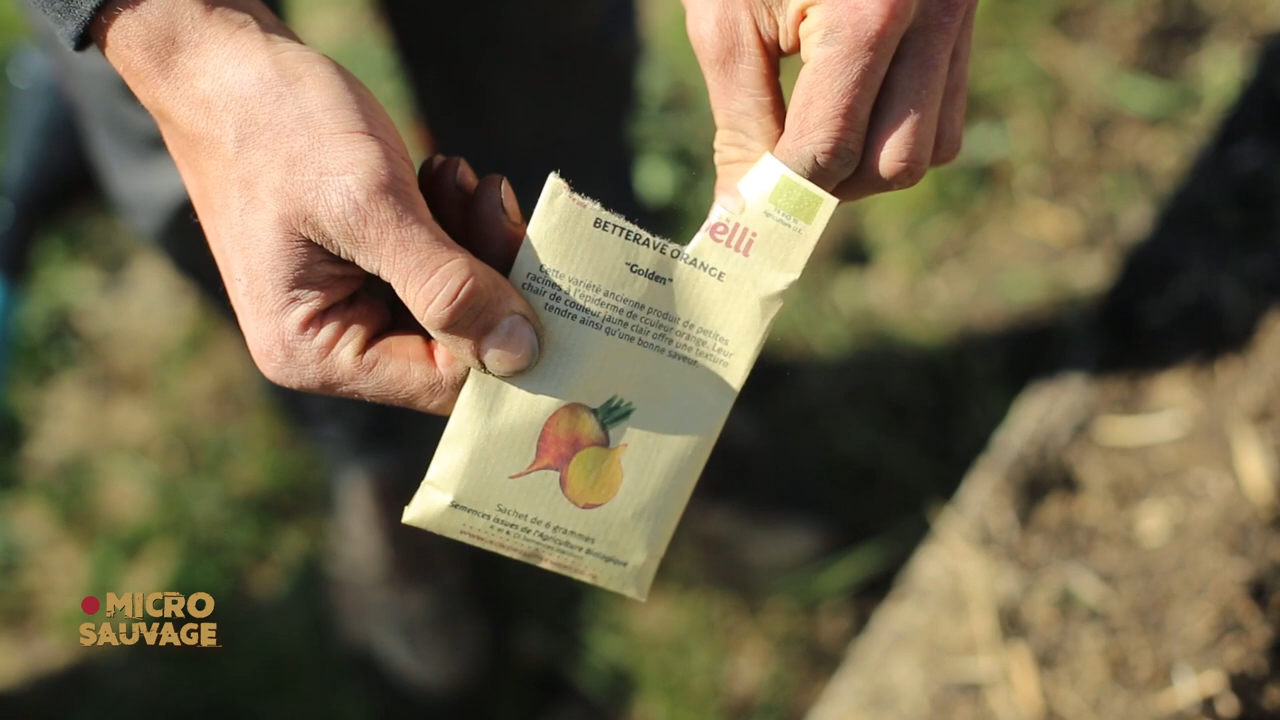 elli
Agriculture U.E.
BETTERAVE ORANGE
"Golden"
Cette variété ancienne produit de petites
racines à l'épiderme de couleur orange. Leur
chair de couleur jaune clair offre une texture
tendre ainsi qu'une bonne saveur.
Sachet de 6 grammes
Semences issues de l'Agriculture Biologique
MICRO
SAUVAGE